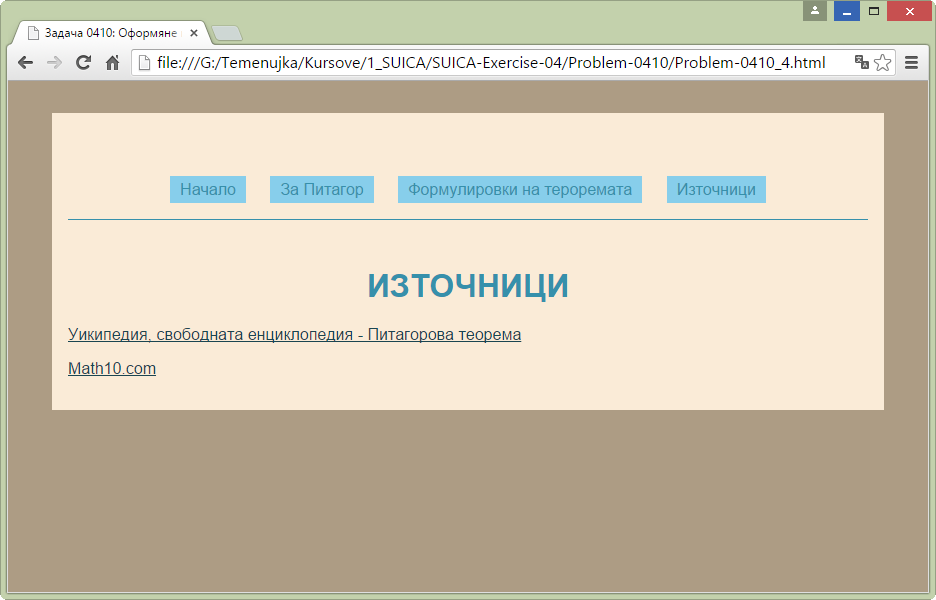 Задача 0410: Оформяне
file:///G:/Temenujka/Kursove/1_SUICA/SUICA-Exercise-04/Problem-0410/Problem-0410_4.html
Начало За Питагор Формулировки на тероремата Източници
ИЗТОЧНИЦИ
Уикипедия, свободната енциклопедия - Питагорова теорема
Math10.com